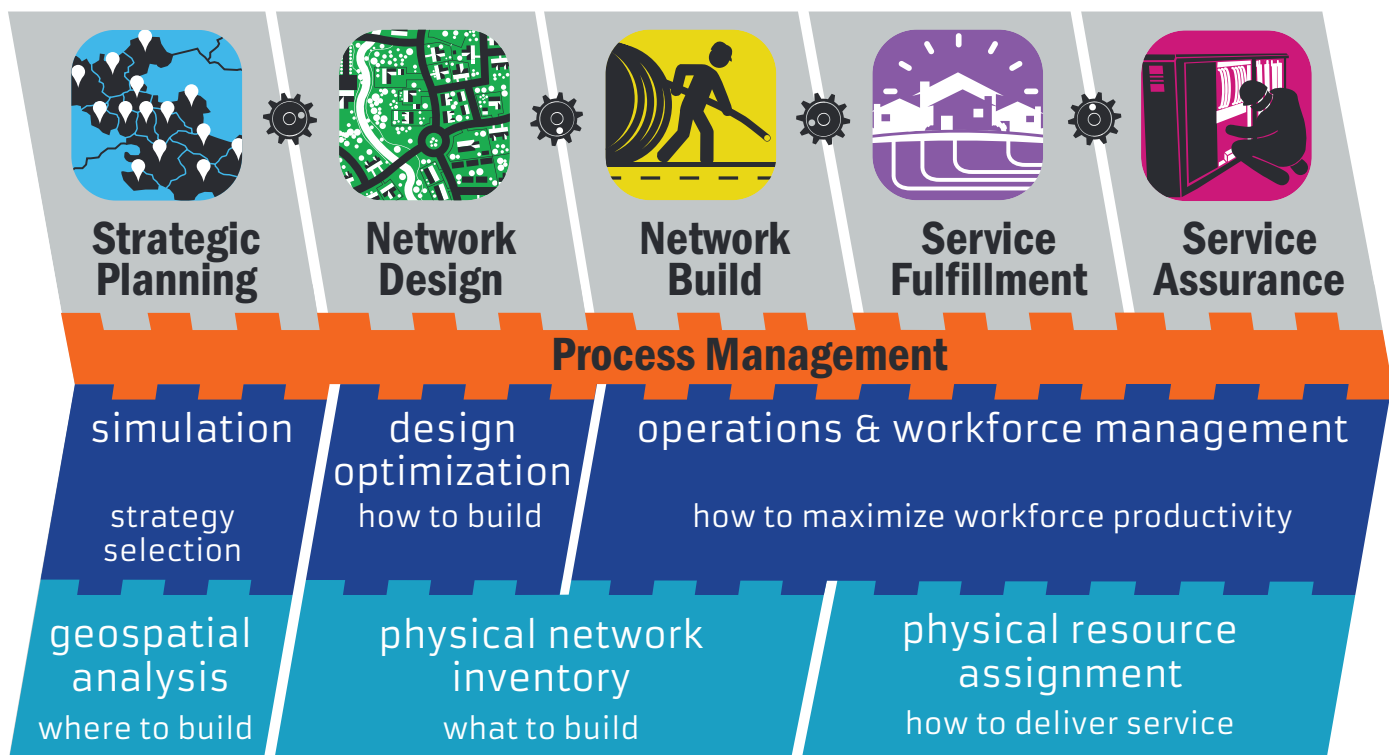 Strategic
Planning
Network
Design
Network
Build
Service
Fulfillment
Service
Assurance
Process Management
simulation
strategy
selection
design
optimization
how to build
operations & workforce management
how to maximize workforce productivity
geospatial
analysis
where to build
physical network
inventory
what to build
physical resource
assignment
how to deliver service